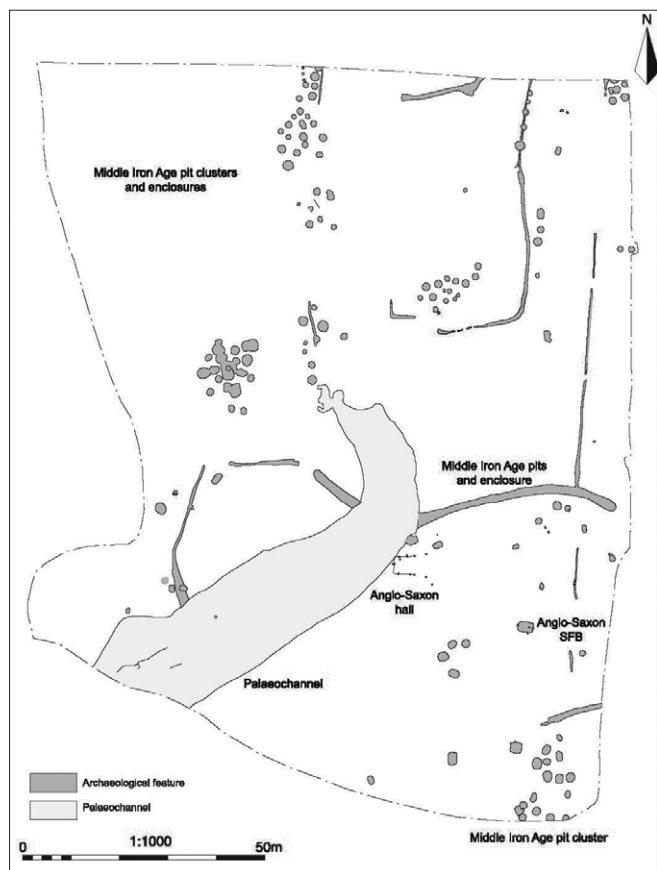 N
Middle Iron Age pit clusters
and enclosures
Middle Iron Age pits
and enclosure
Anglo-Saxon
hall
Anglo-Saxon
SFB
Palaeochannel
Archaeological feature
Palaeochannel
Middle Iron Age pit cluster
0
1:1000
50m